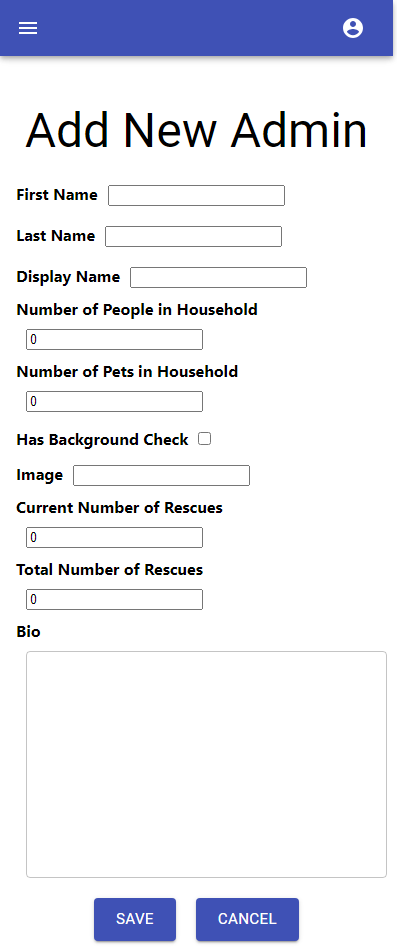 Add New Admin
First Name
Last Name
Display Name
Number of People in Household
0
Number of Pets in Household
0
Has Background Check
Image
Current Number of Rescues
0
Total Number of Rescues
0
Bio
SAVE CANCEL